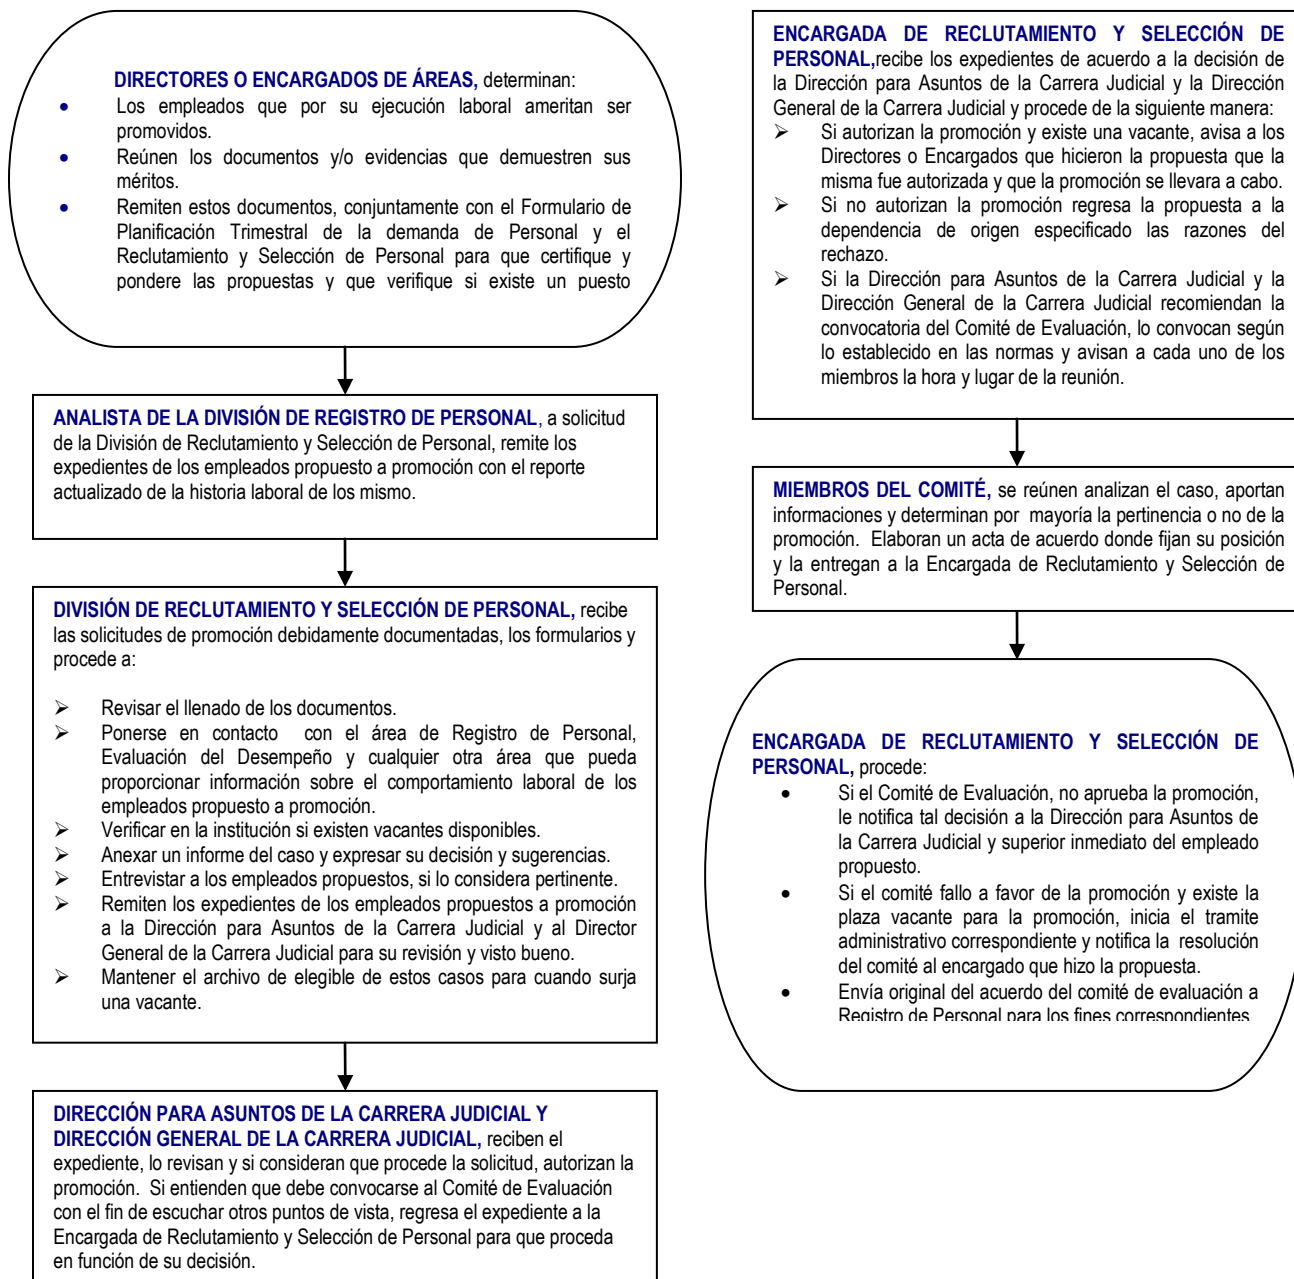 DIRECTORES O ENCARGADOS DE ÁREAS, determinan:
• Los empleados que por su ejecución laboral ameritan ser
promovidos.
• Reúnen los documentos y/o evidencias que demuestren sus
méritos.
• Remiten estos documentos, conjuntamente con el Formulario de
Planificación Trimestral de la demanda de Personal y el
Reclutamiento y Selección de Personal para que certifique y
pondere las propuestas y que verifique si existe un puesto
ANALISTA DE LA DIVISIÓN DE REGISTRO DE PERSONAL, a solicitud
de la División de Reclutamiento y Selección de Personal, remite los
expedientes de los empleados propuesto a promoción con el reporte
actualizado de la historia laboral de los mismo.
DIVISIÓN DE RECLUTAMIENTO Y SELECCIÓN DE PERSONAL, recibe
las solicitudes de promoción debidamente documentadas, los formularios y
procede a:
➢ Revisar el llenado de los documentos.
➢ Ponerse en contacto con el área de Registro de Personal,
Evaluación del Desempeño y cualquier otra área que pueda
proporcionar información sobre el comportamiento laboral de los
empleados propuesto a promoción.
➢ Verificar en la institución si existen vacantes disponibles.
➢ Anexar un informe del caso y expresar su decisión y sugerencias.
➢ Entrevistar a los empleados propuestos, si lo considera pertinente.
➢ Remiten los expedientes de los empleados propuestos a promoción
a la Dirección para Asuntos de la Carrera Judicial y al Director
General de la Carrera Judicial para su revisión y visto bueno.
➢ Mantener el archivo de elegible de estos casos para cuando surja
una vacante.
DIRECCIÓN PARA ASUNTOS DE LA CARRERA JUDICIAL Y
DIRECCIÓN GENERAL DE LA CARRERA JUDICIAL, reciben el
expediente, lo revisan y si consideran que procede la solicitud, autorizan la
promoción. Si entienden que debe convocarse al Comité de Evaluación
con el fin de escuchar otros puntos de vista, regresa el expediente a la
Encargada de Reclutamiento y Selección de Personal para que proceda
en función de su decisión.
ENCARGADA DE RECLUTAMIENTO Y SELECCIÓN DE
PERSONAL,recibe los expedientes de acuerdo a la decisión de
la Dirección para Asuntos de la Carrera Judicial y la Dirección
General de la Carrera Judicial y procede de la siguiente manera:
➢ Si autorizan la promoción y existe una vacante, avisa a los
Directores o Encargados que hicieron la propuesta que la
misma fue autorizada y que la promoción se llevara a cabo.
➢ Si no autorizan la promoción regresa la propuesta a la
dependencia de origen especificado las razones del
rechazo.
➢ Si la Dirección para Asuntos de la Carrera Judicial y la
Dirección General de la Carrera Judicial recomiendan la
convocatoria del Comité de Evaluación, lo convocan según
lo establecido en las normas y avisan a cada uno de los
miembros la hora y lugar de la reunión.
MIEMBROS DEL COMITÉ, se reúnen analizan el caso, aportan
informaciones y determinan por mayoría la pertinencia o no de la
promoción. Elaboran un acta de acuerdo donde fijan su posición
y la entregan a la Encargada de Reclutamiento y Selección de
Personal.
ENCARGADA DE RECLUTAMIENTO Y SELECCIÓN DE
PERSONAL, procede:
• Si el Comité de Evaluación, no aprueba la promoción,
le notifica tal decisión a la Dirección para Asuntos de
la Carrera Judicial y superior inmediato del empleado
propuesto.
• Si el comité fallo a favor de la promoción y existe la
plaza vacante para la promoción, inicia el tramite
administrativo correspondiente y notifica la resolución
del comité al encargado que hizo la propuesta.
• Envía original del acuerdo del comité de evaluación a
Registro de Personal para los fines correspondientes